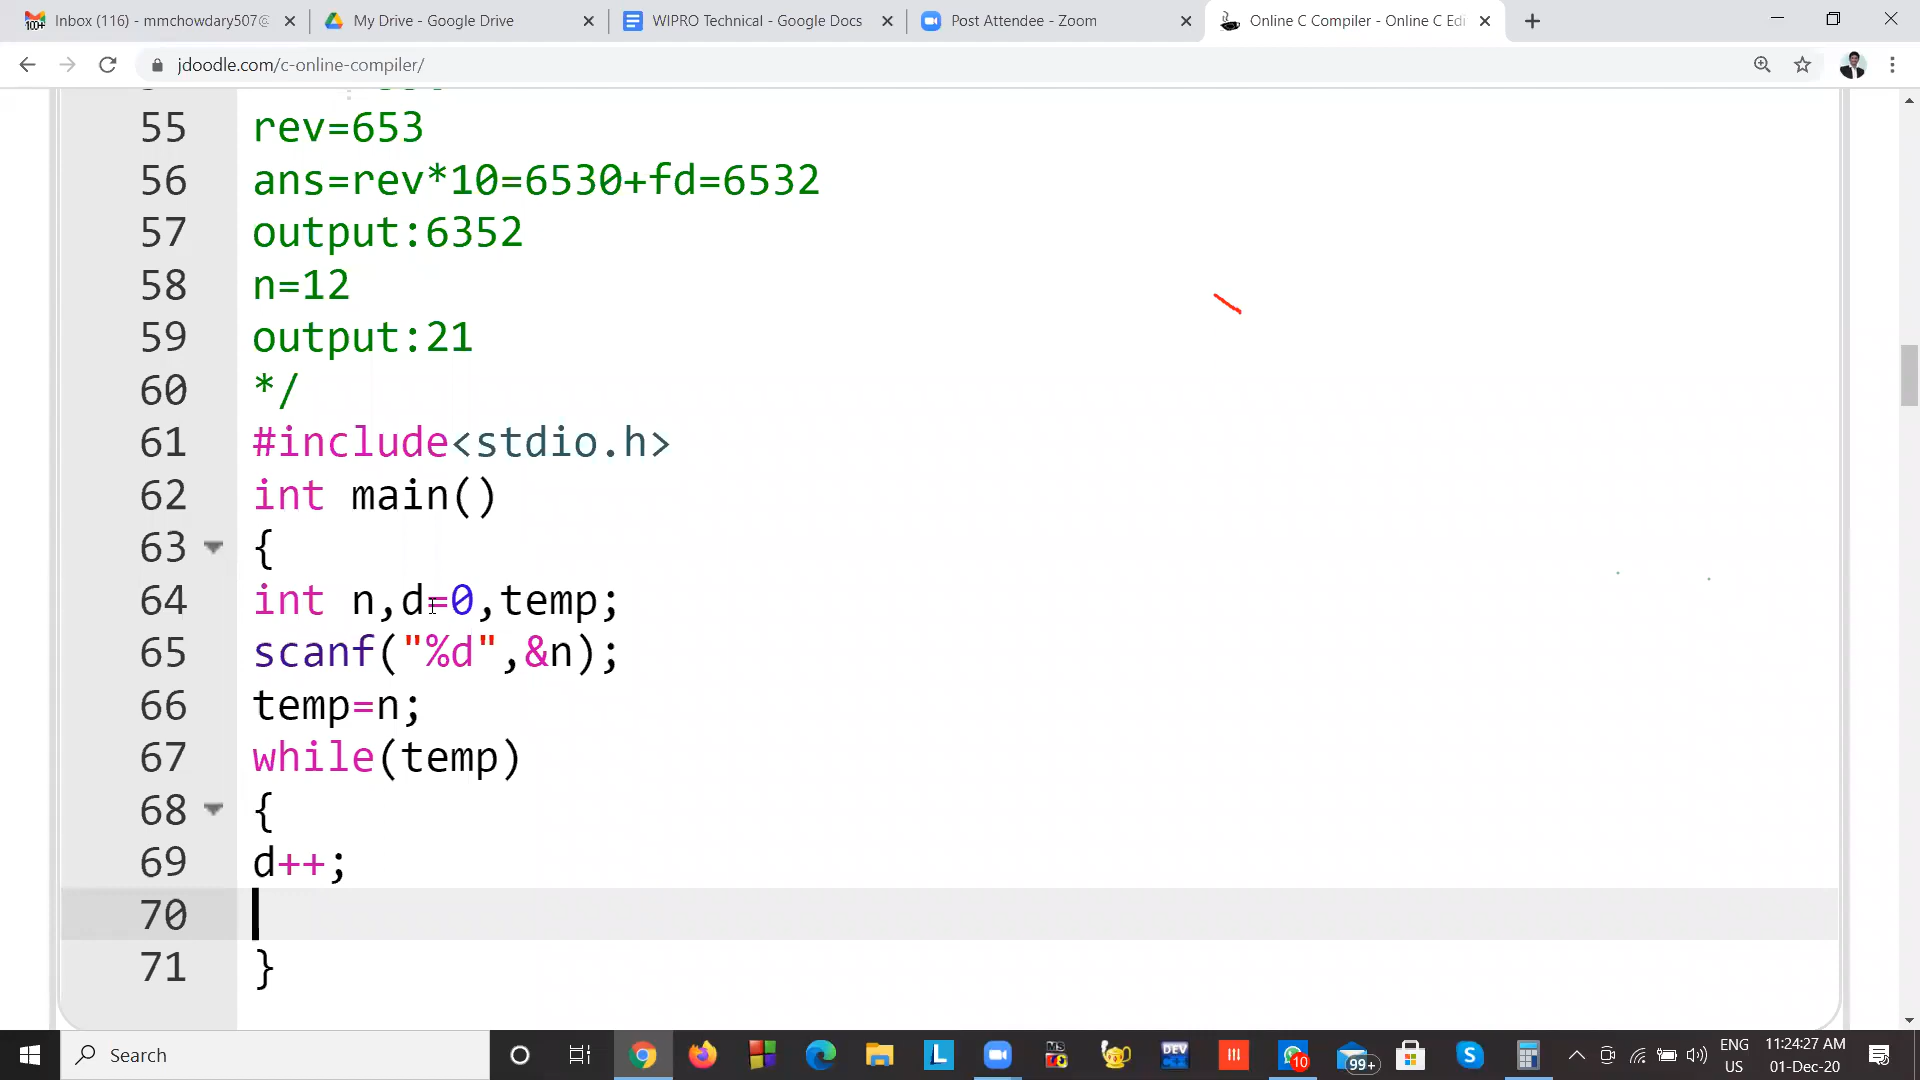 Inbox (116) - mmchowdary507@
My Drive - Google Drive
WIPRO Technical - Google Docs
Post Attendee - Zoom
Online C Compiler - Online C Edi
jdoodle.com/c-online-compiler/
55 rev=653
56 ans=rev*10=6530+fd=6532
57 output:6352
58 n=12
59 output:21
60 */
61 #include<stdio.h>
62 int main()
63 {
64 int n,d=0,temp;
65 scanf("%d",&n);
66 temp=n;
67 while(temp)
68 {
69 d++;
70
71 }
Search
L
DEV
10
99+
S
ENG
US
11:24:27 AM
01-Dec-20